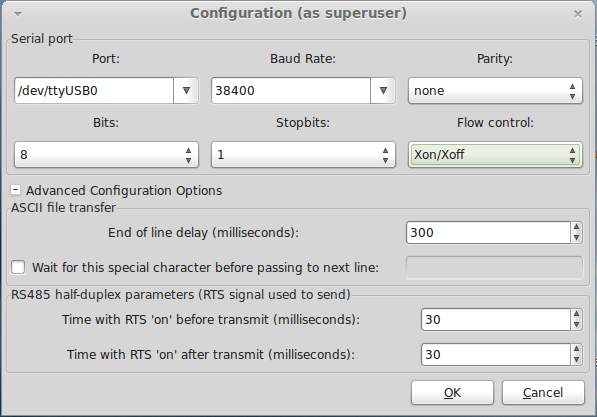 Configuration (as superuser)
Serial port
Port: Baud Rate: Parity:
/dev/ttyUSB0 38400 none
Bits: Stopbits: Flow control:
8 1 Xon/Xoff
Advanced Configuration Options
ASCII file transfer
End of line delay (milliseconds): 300
Wait for this special character before passing to next line:
RS485 half-duplex parameters (RTS signal used to send)
Time with RTS 'on' before transmit (milliseconds): 30
Time with RTS 'on' after transmit (milliseconds): 30
OK Cancel